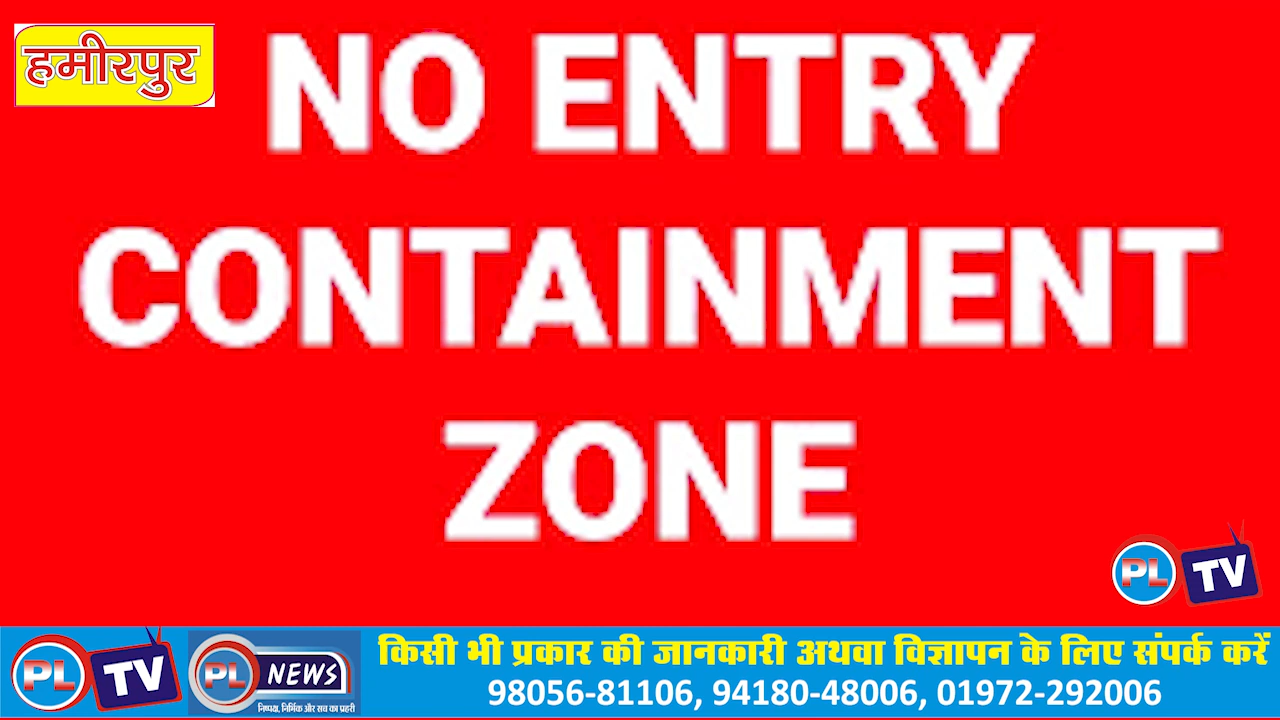 हमीरपुर
NO ENTRY
CONTAINMENT
ZONE
PL TV
PL TV
PL NEWS
निष्पक्ष, निर्भिक और सच का प्रहरी
किसी भी प्रकार की जानकारी अथवा विज्ञापन के लिए संपर्क करें
98056-81106, 94180-48006, 01972-292006